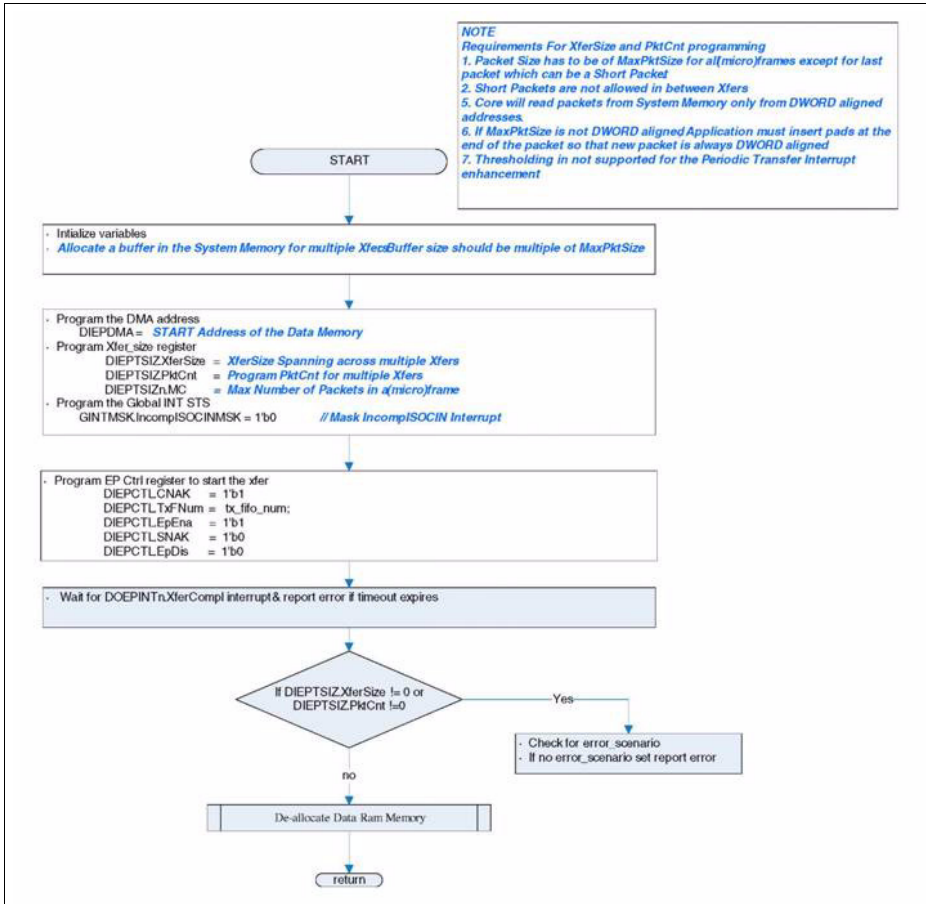 NOTE
Requirements For XferSize and PktCnt programming
1. Packet Size has to be of MaxPktSize for all(micro)frames except for last
packet which can be a Short Packet
2. Short Packets are not allowed in between Xfers
5. Core will read packets from System Memory only from DWORD aligned
addresses.
6. If MaxPktSize is not DWORD aligned, Application must insert pads at the
end of the packet so that new packet is always DWORD aligned
7. Thresholding in not supported for the Periodic Transfer Interrupt
enhancement
START
· Intialize variables
· Allocate a buffer in the System Memory for multiple Xfers.Buffer size should be multiple of MaxPktSize
· Program the DMA address
DIEPDMA = START Address of the Data Memory
· Program Xfer_size register
DIEPTSIZ.XferSize = XferSize Spanning across multiple Xfers
DIEPTSIZ.PktCnt = Program PktCnt for multiple Xfers
DIEPTSIZn.MC = Max Number of Packets in a(micro)frame
· Program the Global INT STS
GINTMSK.IncompISOCINMSK = 1'b0 // Mask IncompISOCIN Interrupt
· Program EP Ctrl register to start the xfer
DIEPCTL.CNAK = 1'b1
DIEPCTL.TxFNum = tx_fifo_num;
DIEPCTL.EpEna = 1'b1
DIEPCTL.SNAK = 1'b0
DIEPCTL.EpDis = 1'b0
· Wait for DOEPINTn.XferCompl interrupt & report error if timeout expires
If DIEPTSIZ.XferSize != 0 or
DIEPTSIZ.PktCnt !=0
Yes
· Check for error_scenario
· If no error_scenario set report error
no
De-allocate Data Ram Memory
return